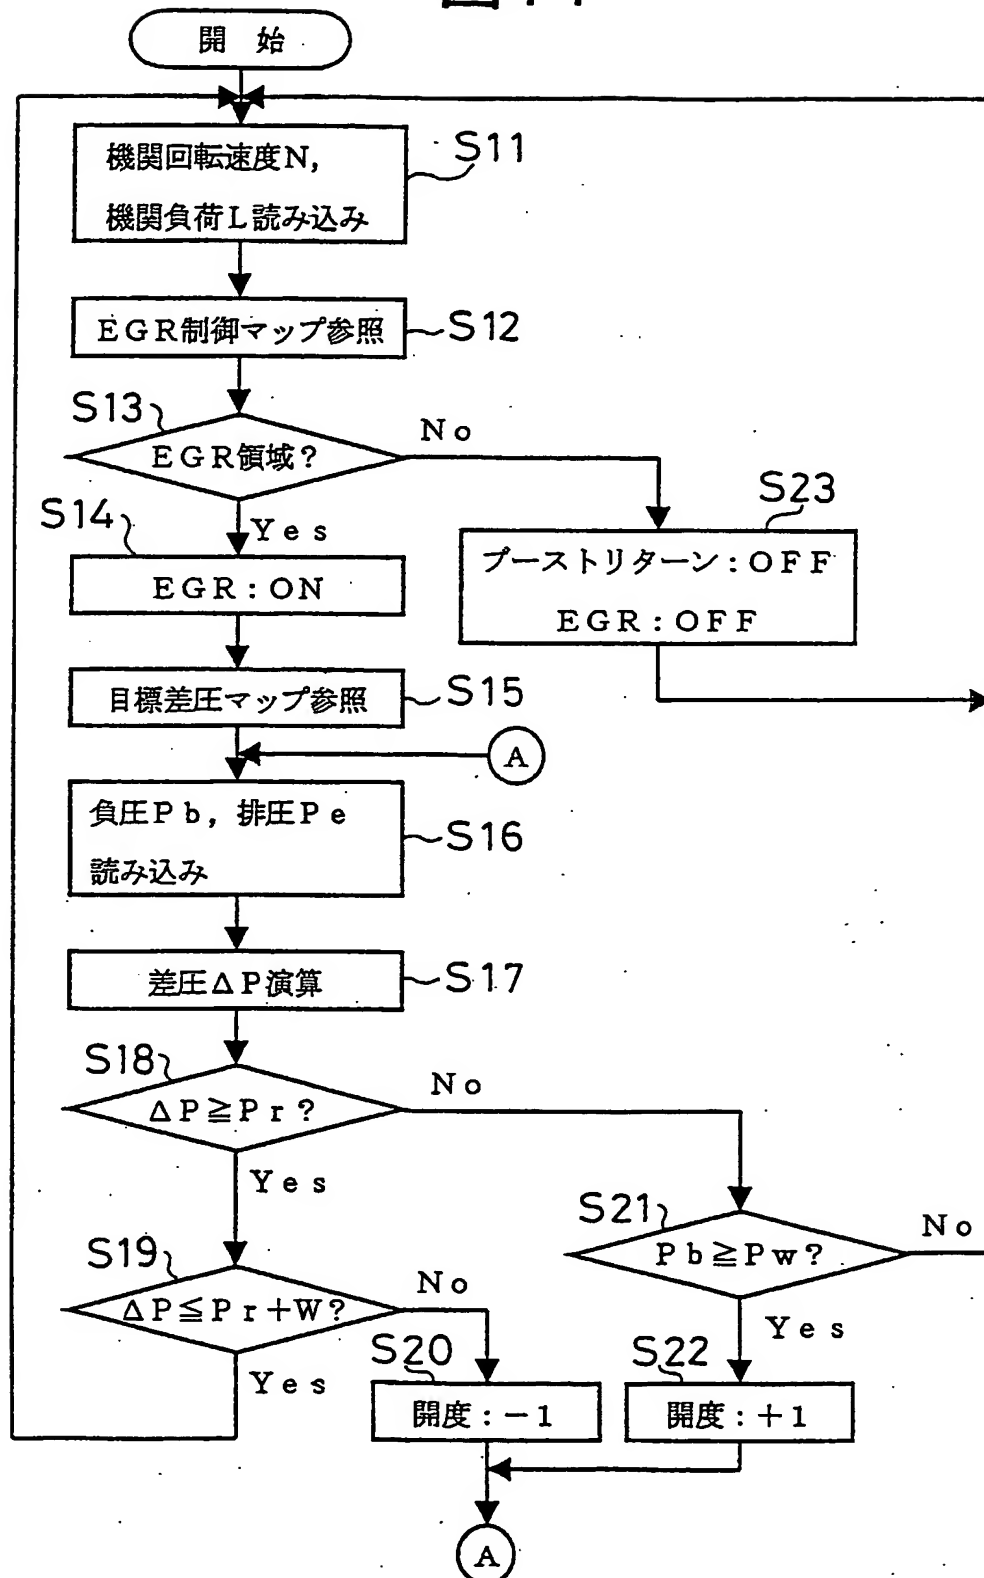 開 始
機関回転速度N,
機関負荷L読み込み
S11
EGR制御マップ参照
S12
S13
EGR領域?
No
S14
Yes
EGR:ON
S23
ブーストリターン:OFF
EGR:OFF
目標差圧マップ参照
S15
A
負圧Pb, 排圧Pe
読み込み
S16
差圧ΔP演算
S17
S18
ΔP≧Pr?
No
Yes
S19
ΔP≦Pr+W?
No
Yes
S21
Pb≧Pw?
No
Yes
S20
開度:-1
S22
開度:+1
A